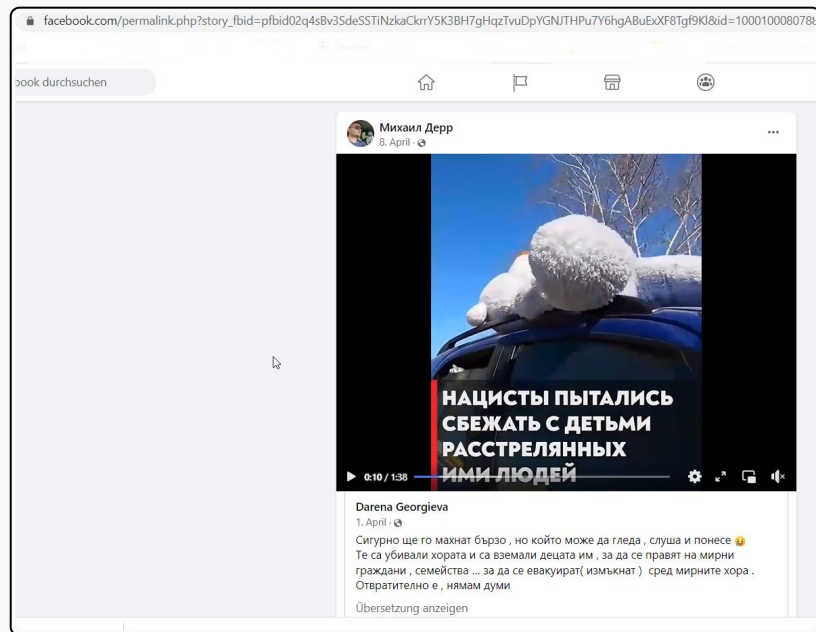 facebook.com/permalink.php?story_fbid=pfbid02q4sBv3SdeSSTiNzkaCkrrY5K3BH7gHqzTvuDpYGNJTHPu7Y6hgABuExXF8Tgf9Kl&id=100010008078
book durchsuchen
Михаил Дерр
8. April ·
НАЦИСТЫ ПЫТАЛИСЬ
СБЕЖАТЬ С ДЕТЬМИ
РАССТРЕЛЯННЫХ
ИМИ ЛЮДЕЙ
0:10 / 1:38
Darena Georgieva
1. April ·
Сигурно ще го махнат бързо , но който може да гледа , слуша и понесе
Те са убивали хората и са вземали децата им , за да се правят на мирни
граждани , семейства ... за да се евакуират( измъкнат ) сред мирните хора .
Отвратително е , нямам думи
Übersetzung anzeigen